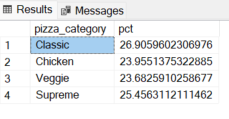 Results Messages
pizza_category pct
1 Classic 26.9059602306976
2 Chicken 23.9551375322885
3 Veggie 23.6825910258677
4 Supreme 25.4563112111462